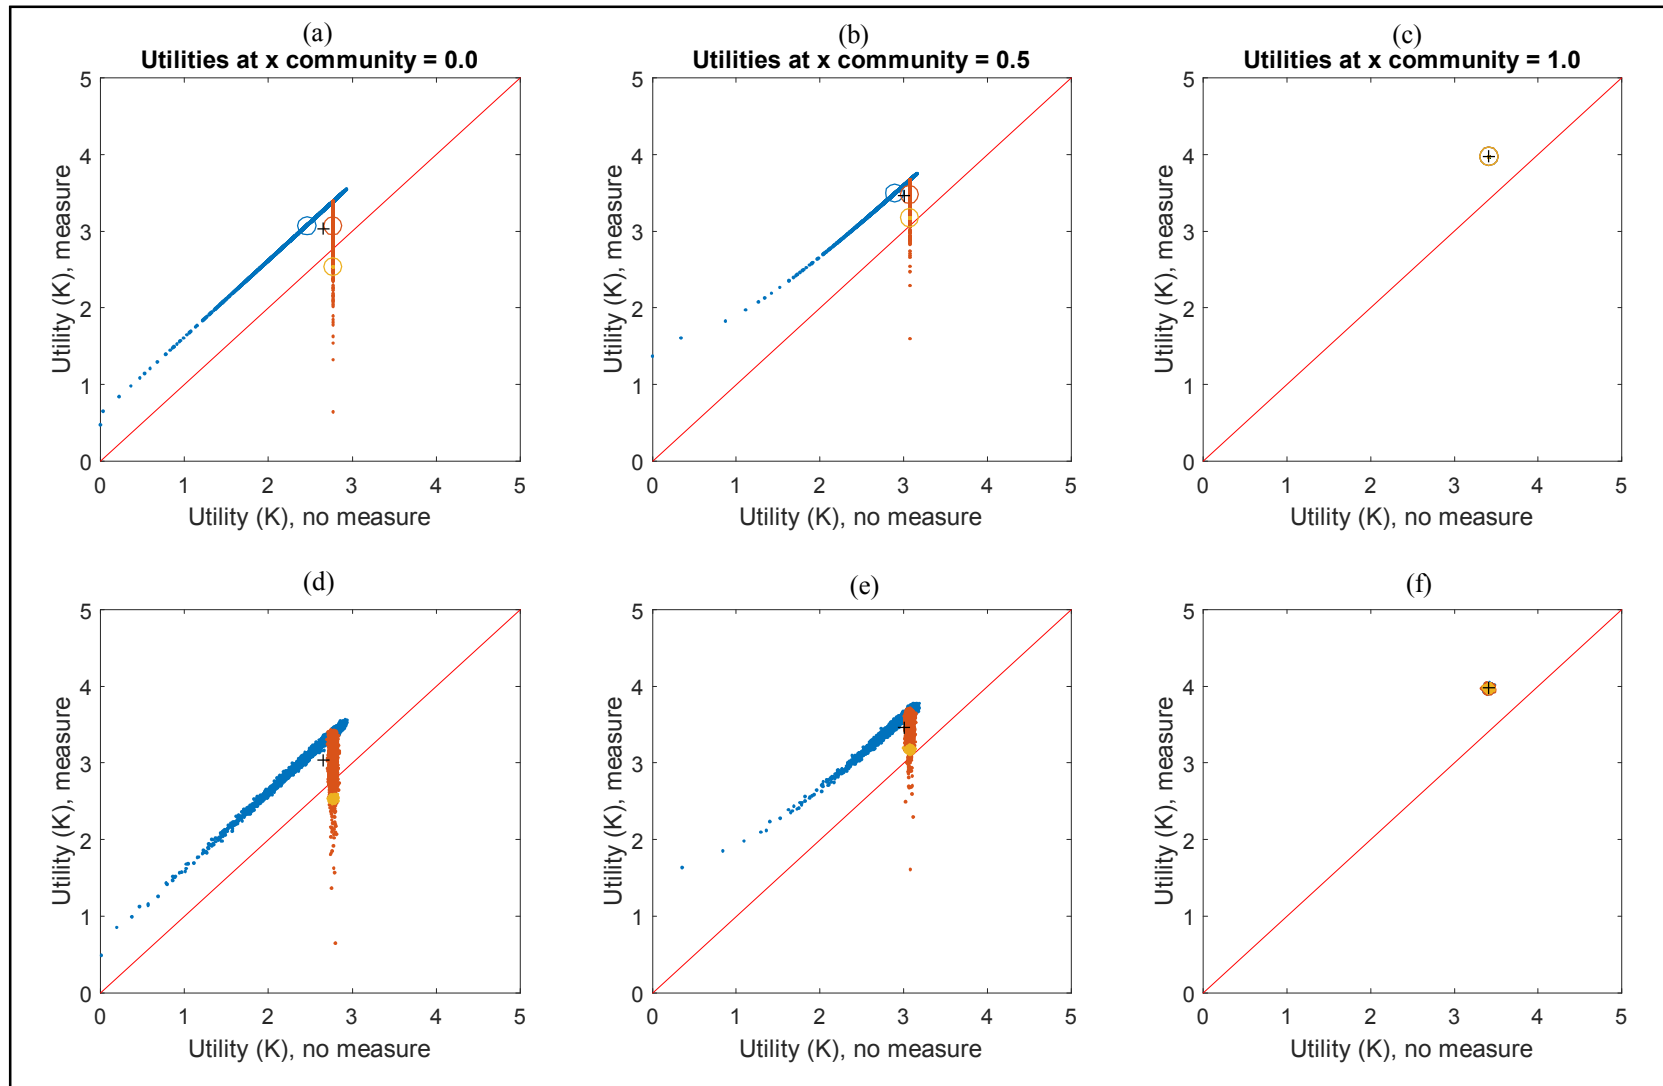 (a)
Utilities at x community = 0.0
5
4
3
2
1
0
Utility (K), measure
0 1 2 3 4 5
Utility (K), no measure
(b)
Utilities at x community = 0.5
5
4
3
2
1
0
Utility (K), measure
0 1 2 3 4 5
Utility (K), no measure
(c)
Utilities at x community = 1.0
5
4
3
2
1
0
Utility (K), measure
0 1 2 3 4 5
Utility (K), no measure
(d)
5
4
3
2
1
0
Utility (K), measure
0 1 2 3 4 5
Utility (K), no measure
(e)
5
4
3
2
1
0
Utility (K), measure
0 1 2 3 4 5
Utility (K), no measure
(f)
5
4
3
2
1
0
Utility (K), measure
0 1 2 3 4 5
Utility (K), no measure